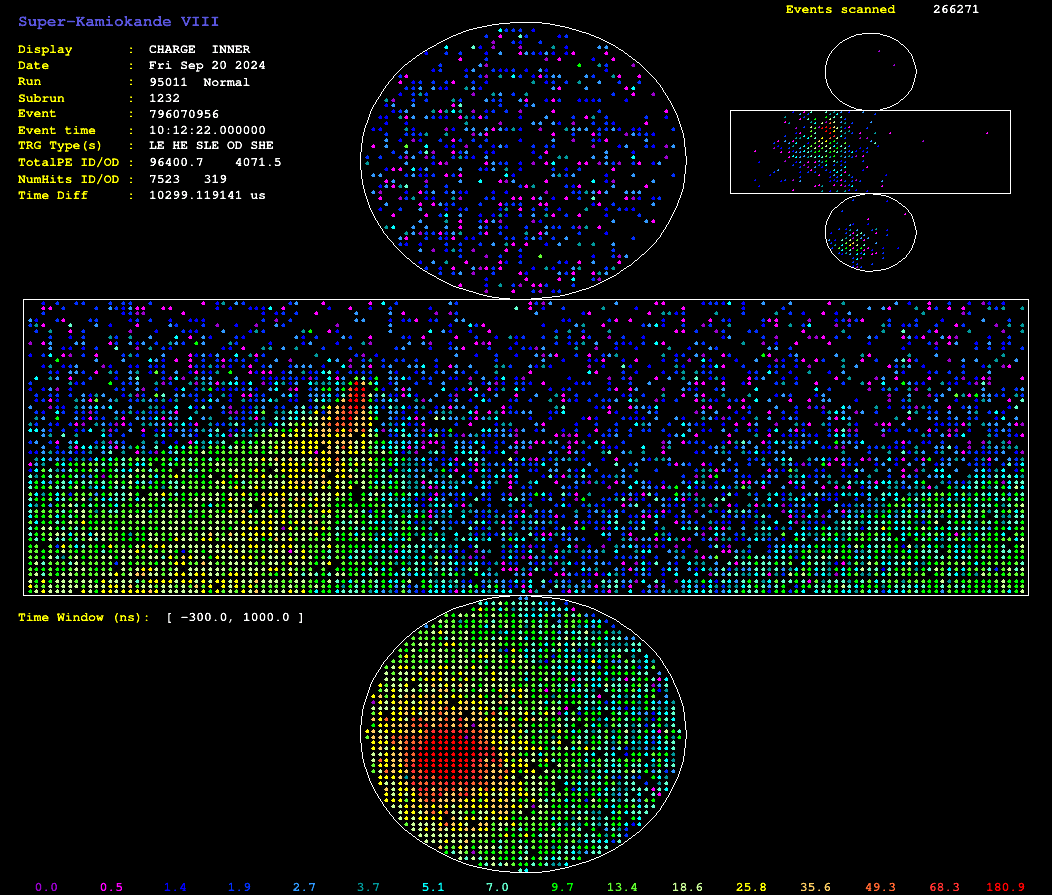 Super-Kamiokande VIII
Events scanned 266271
Display : CHARGE INNER
Date : Fri Sep 20 2024
Run : 95011 Normal
Subrun : 1232
Event : 796070956
Event time : 10:12:22.000000
TRG Type(s) : LE HE SLE OD SHE
TotalPE ID/OD : 96400.7 4071.5
NumHits ID/OD : 7523 319
Time Diff : 10299.119141 us
Time Window (ns): [ −300.0, 1000.0 ]
0.0 0.5 1.4 1.9 2.7 3.7 5.1 7.0 9.7 13.4 18.6 25.8 35.6 49.3 68.3 180.9